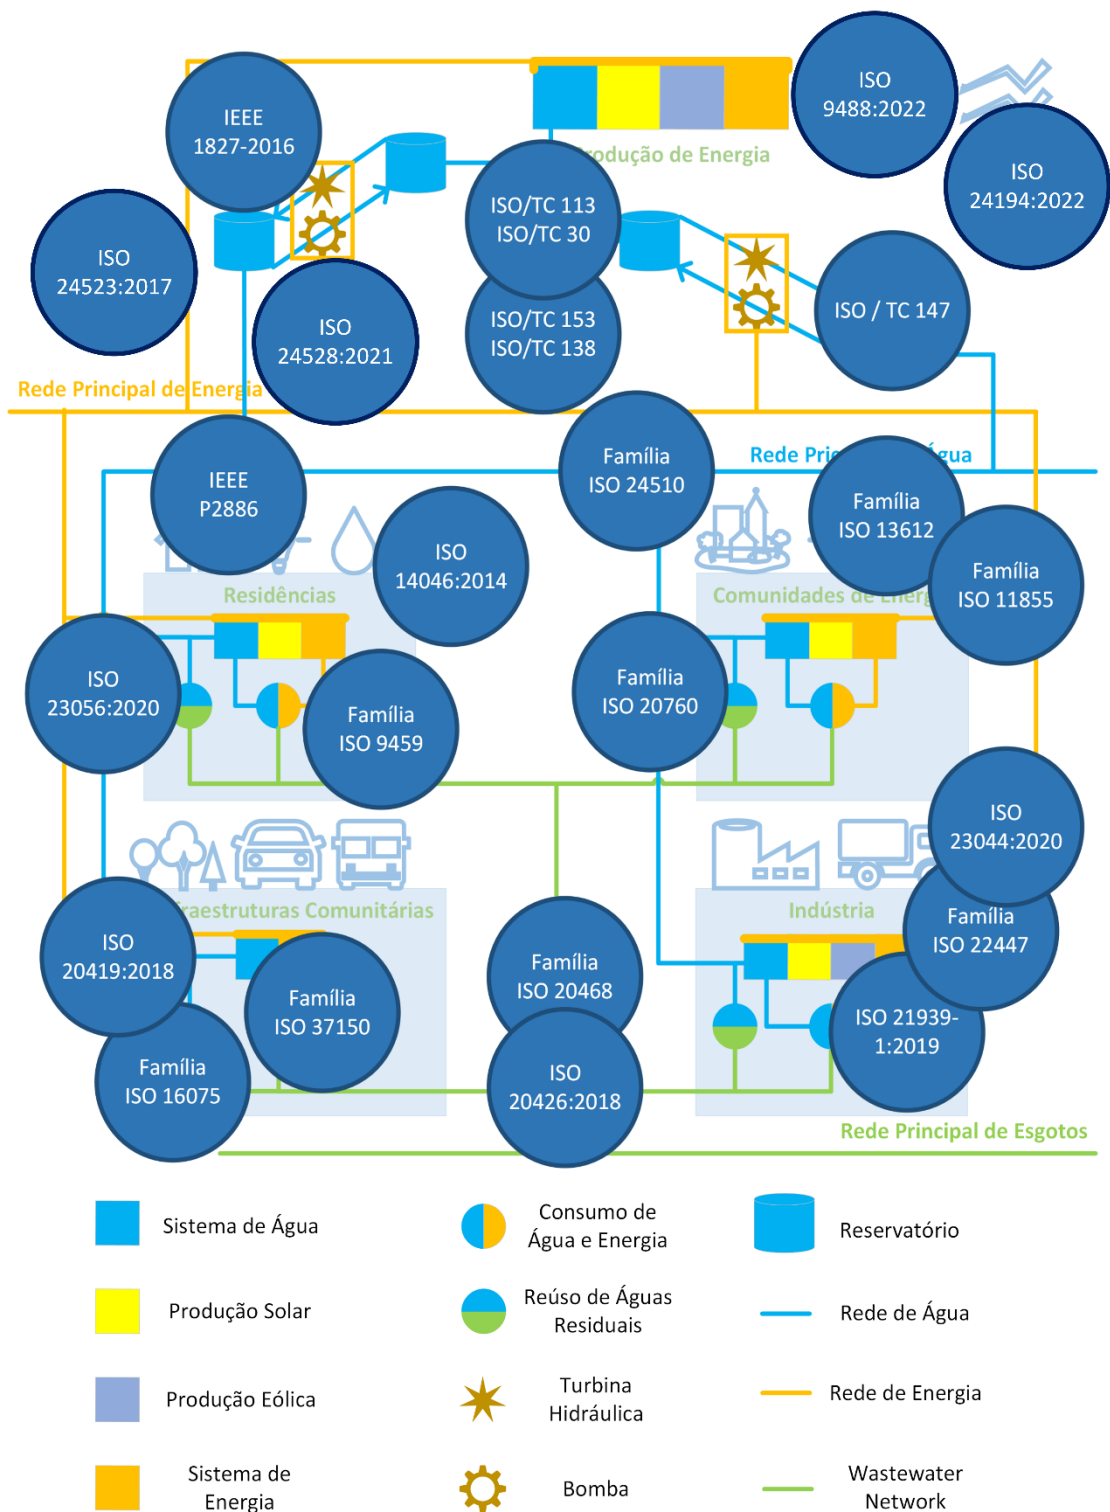 ISO
9488:2022
IEEE
1827-2016
Produção de Energia
ISO
24194:2022
ISO/TC 113
ISO/TC 30
ISO
24523:2017
ISO / TC 147
ISO
24528:2021
ISO/TC 153
ISO/TC 138
Rede Principal de Energia
Família
ISO 24510
Rede
IEEE
P2886
Família
ISO 13612
ISO
14046:2014
Família
ISO 11855
Residências
Comunidades de
ISO
23056:2020
Família
ISO 20760
Família
ISO 9459
ISO
23044:2020
fraestruturas Comunitárias
Indústria
Família
ISO 22447
ISO
20419:2018
Família
ISO 20468
Família
ISO 37150
ISO 21939-
1:2019
Família
ISO 16075
ISO
20426:2018
Rede Principal de Esgotos
Sistema de Água
Consumo de
Água e Energia
Reservatório
Produção Solar
Reúso de Águas
Residuais
Rede de Água
Produção Eólica
Turbina
Hidráulica
Rede de Energia
Sistema de
Energia
Bomba
Wastewater
Network